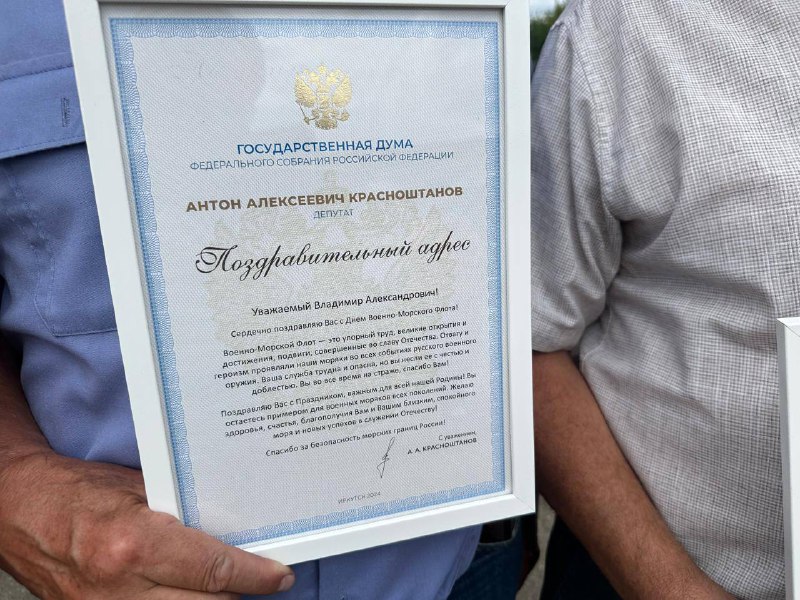 ГОСУДАРСТВЕННАЯ ДУМА
ФЕДЕРАЛЬНОГО СОБРАНИЯ РОССИЙСКОЙ ФЕДЕРАЦИИ
АНТОН АЛЕКСЕЕВИЧ КРАСНОШТАНОВ
ДЕПУТАТ
Поздравительный адрес
Уважаемый Владимир Александрович!
Сердечно поздравляю Вас с Днем Военно-Морского Флота!
Военно-Морской Флот — это упорный труд, великие открытия и
достижения, подвиги, совершенные во славу Отечества. Отвагу и
героизм проявляли наши моряки во всех событиях русского военного
оружия. Ваша служба трудна и опасна, но вы несли ее с честью и
доблестью. Вы во все время на страже, спасибо Вам!
Поздравляю Вас с Праздником, важным для всей нашей Родины! Вы
остаетесь примером для военных моряков всех поколений. Желаю
здоровья, счастья, благополучия Вам и Вашим близким, спокойного
моря и новых успехов в служении Отечеству!
Спасибо за безопасность морских границ России!
С уважением,
А. А. КРАСНОШТАНОВ
ИРКУТСК 2024